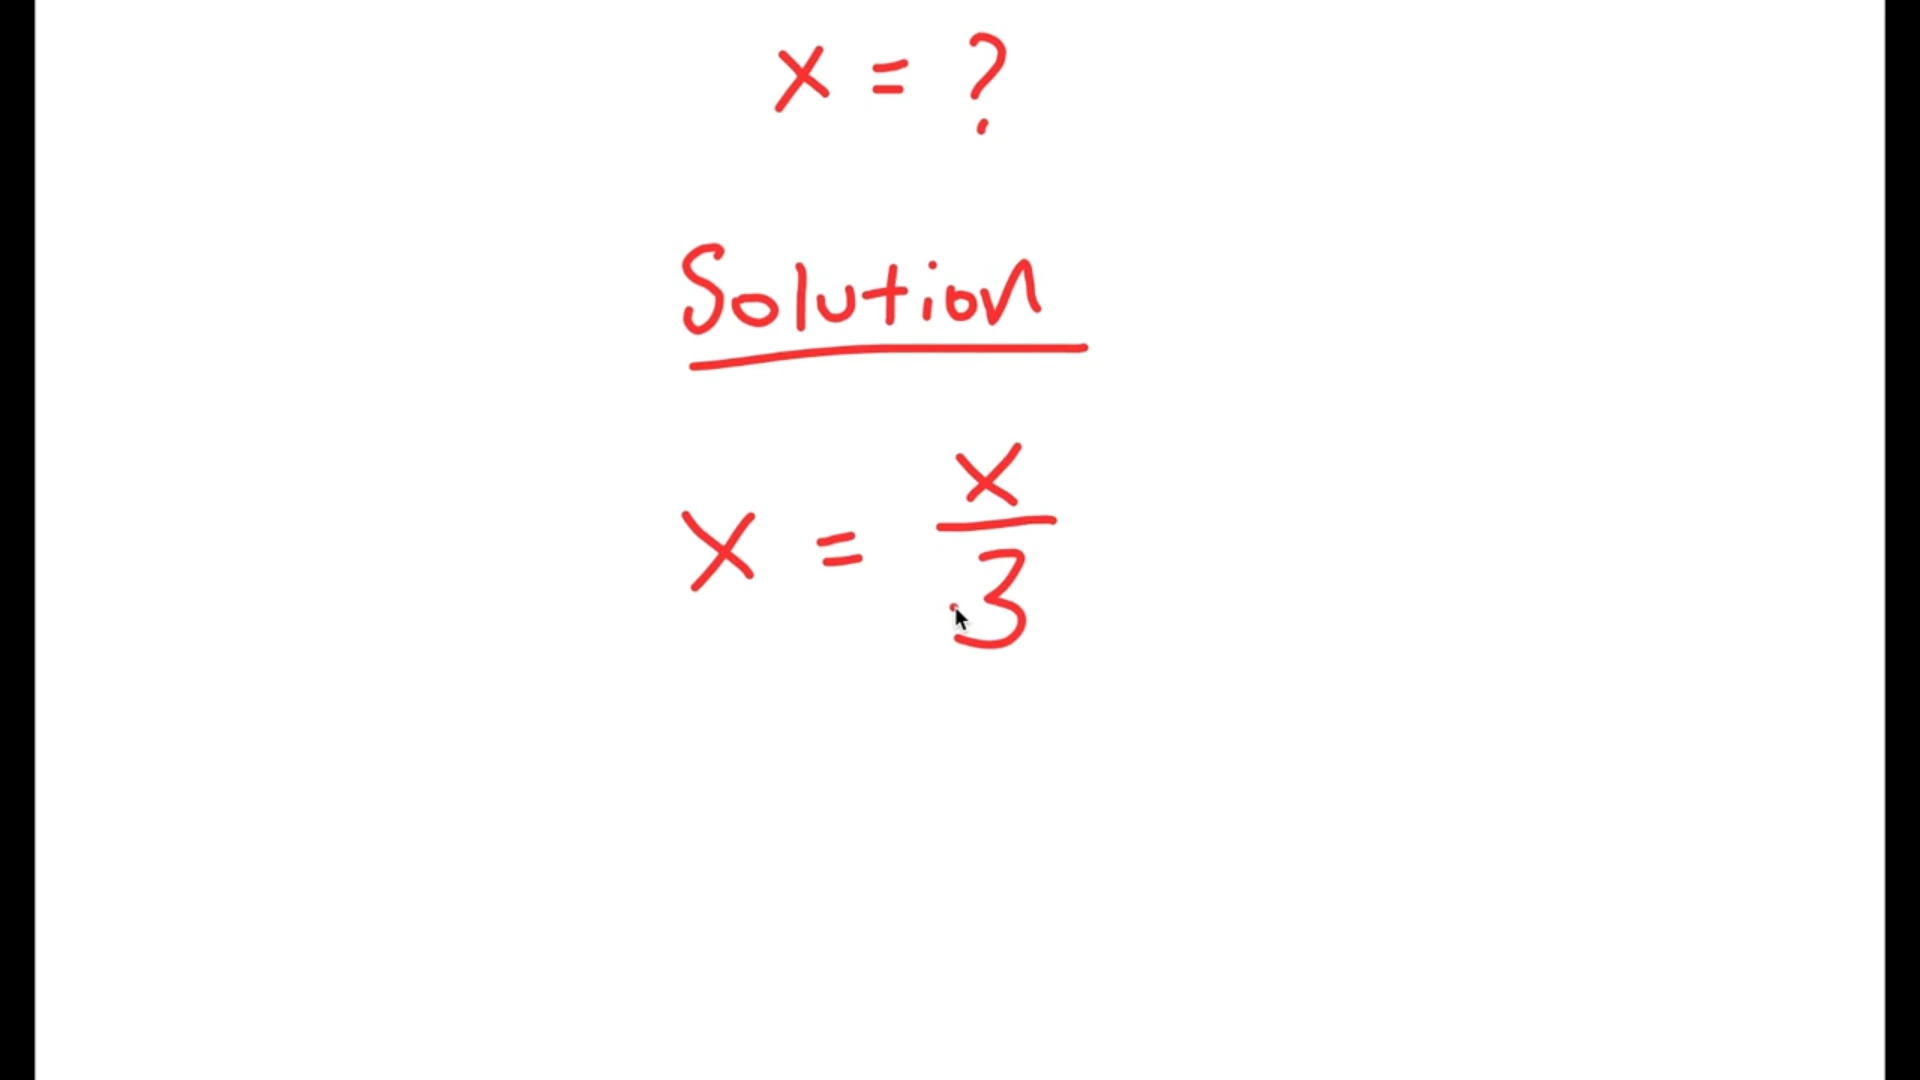 x = ?
Solution
x = x/3